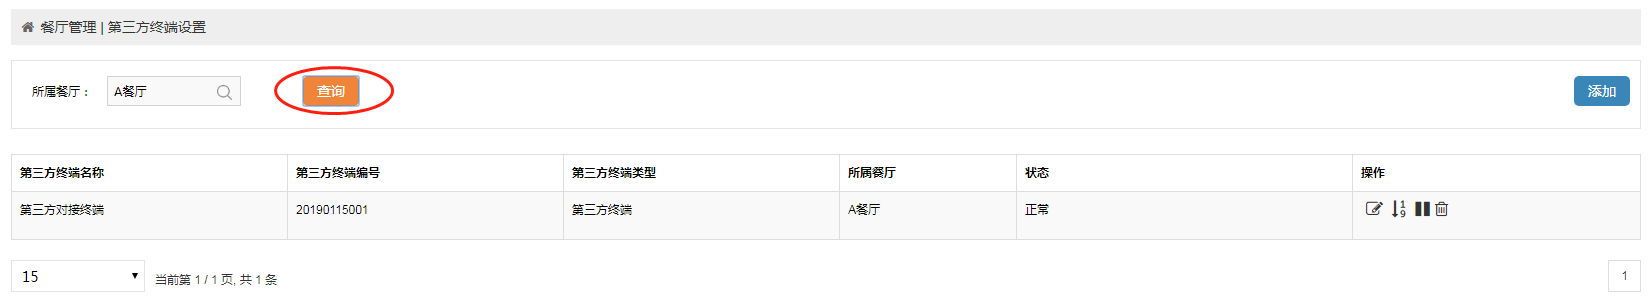 餐厅管理 | 第三方终端设置
所属餐厅： A餐厅 查询 添加
第三方终端名称 第三方终端编号 第三方终端类型 所属餐厅 状态 操作
第三方对接终端 20190115001 第三方终端 A餐厅 正常
15 当前第 1 / 1 页, 共 1 条 1